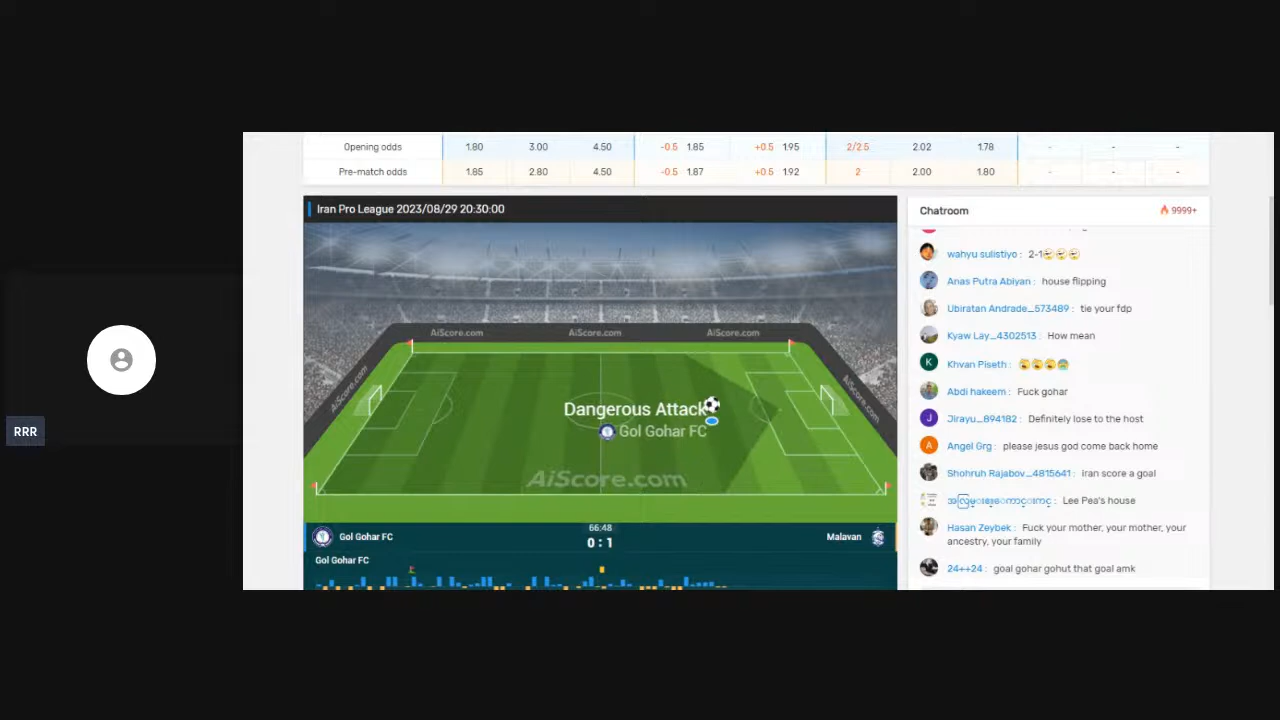 Opening odds 1.80 3.00 4.50 -0.5 1.85 +0.5 1.95 2/2.5 2.02 1.78 - - -
Pre-match odds 1.85 2.80 4.50 -0.5 1.87 +0.5 1.92 2 2.00 1.80 - - -
Iran Pro League 2023/08/29 20:30:00
AiScore.com AiScore.com AiScore.com
AiScore.com AiScore.com
Dangerous Attack
Gol Gohar FC
AiScore.com
66:48
Gol Gohar FC 0 : 1 Malavan
Gol Gohar FC
Chatroom 9999+
wahyu sulistiyo : 2-1
Anas Putra Abiyan : house flipping
Ubiratan Andrade_573489 : tie your fdp
Kyaw Lay_4302513 : How mean
K Khvan Piseth :
Abdi hakeem : Fuck gohar
J Jirayu_894182 : Definitely lose to the host
A Angel Grg : please jesus god come back home
Shohruh Rajabov_4815641 : iran score a goal
Lee Pea's house
Hasan Zeybek : Fuck your mother, your mother, your
ancestry, your family
24++24 : goal gohar gohut that goal amk
RRR